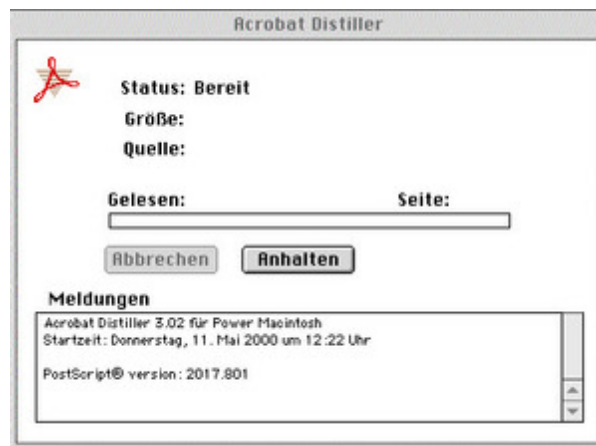 Acrobat Distiller
Status: Bereit
Größe:
Quelle:
Gelesen: Seite:
Abbrechen Anhalten
Meldungen
Acrobat Distiller 3.02 für Power Macintosh
Startzeit: Donnerstag, 11. Mai 2000 um 12:22 Uhr
PostScript® version: 2017.801